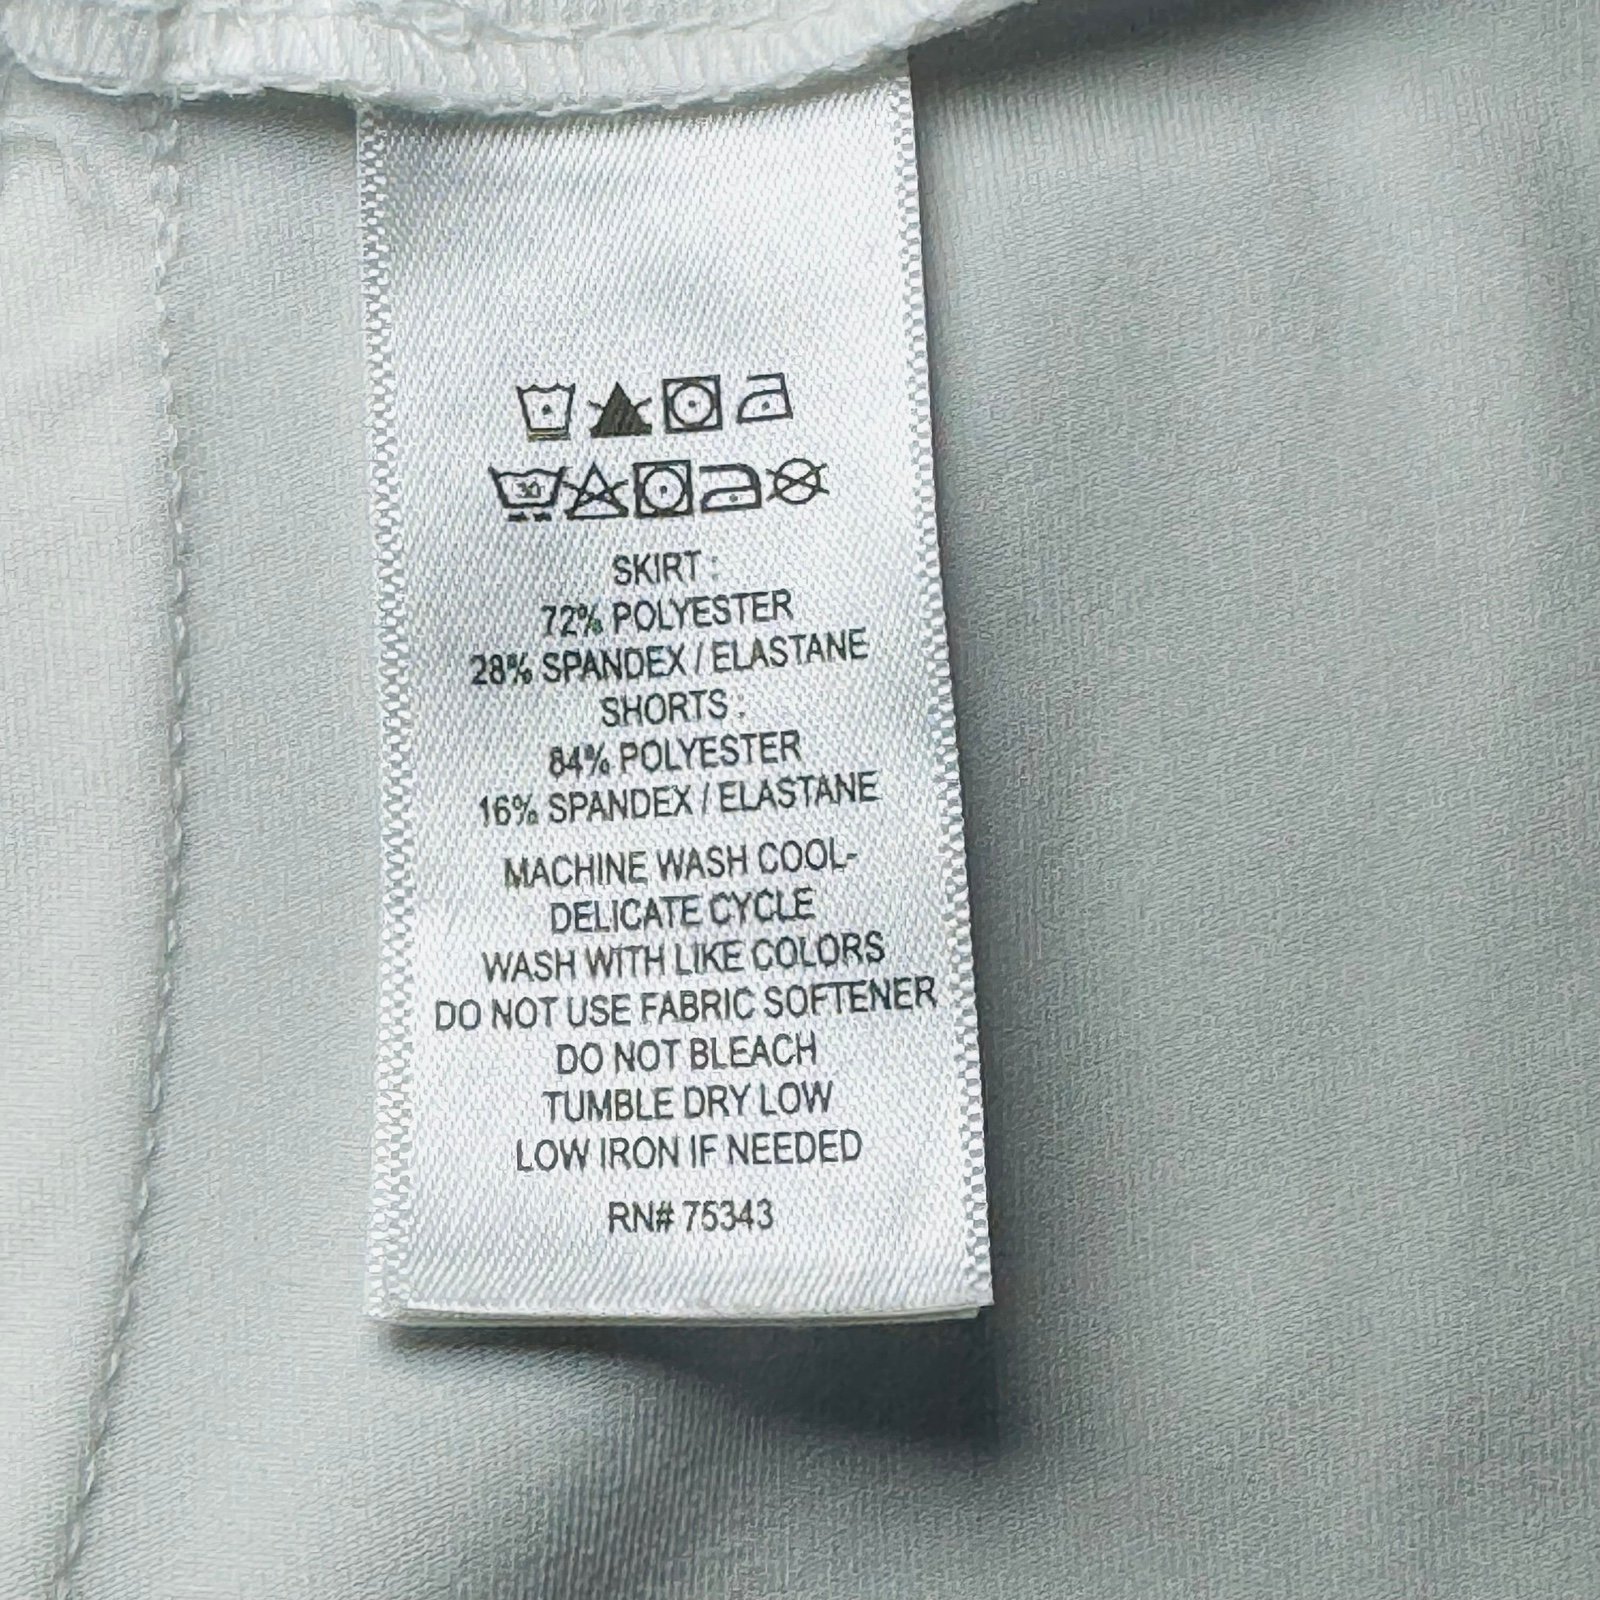 30
SKIRT :
72% POLYESTER
28% SPANDEX / ELASTANE
SHORTS :
84% POLYESTER
16% SPANDEX / ELASTANE
MACHINE WASH COOL-
DELICATE CYCLE
WASH WITH LIKE COLORS
DO NOT USE FABRIC SOFTENER
DO NOT BLEACH
TUMBLE DRY LOW
LOW IRON IF NEEDED
RN# 75343